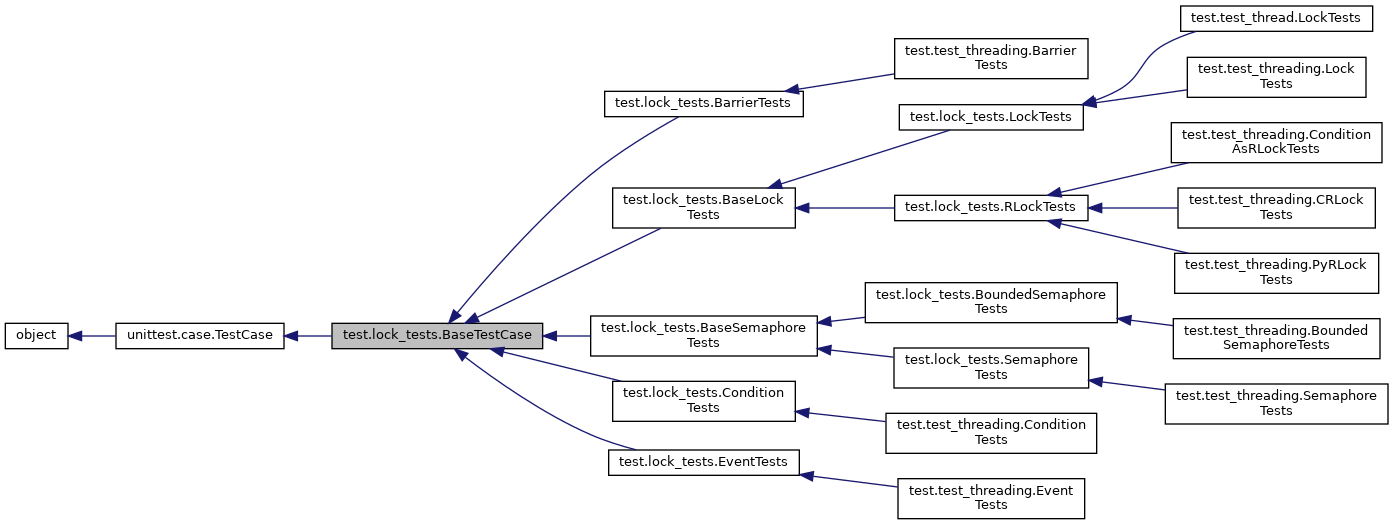 object
unittest.case.TestCase
test.lock_tests.BaseTestCase
test.lock_tests.BarrierTests
test.test_threading.Barrier
Tests
test.lock_tests.BaseLock
Tests
test.lock_tests.LockTests
test.test_thread.LockTests
test.test_threading.Lock
Tests
test.lock_tests.RLockTests
test.test_threading.Condition
AsRLockTests
test.test_threading.CRLock
Tests
test.test_threading.PyRLock
Tests
test.lock_tests.BaseSemaphore
Tests
test.lock_tests.BoundedSemaphore
Tests
test.test_threading.Bounded
SemaphoreTests
test.lock_tests.Semaphore
Tests
test.test_threading.Semaphore
Tests
test.lock_tests.Condition
Tests
test.test_threading.Condition
Tests
test.lock_tests.EventTests
test.test_threading.Event
Tests